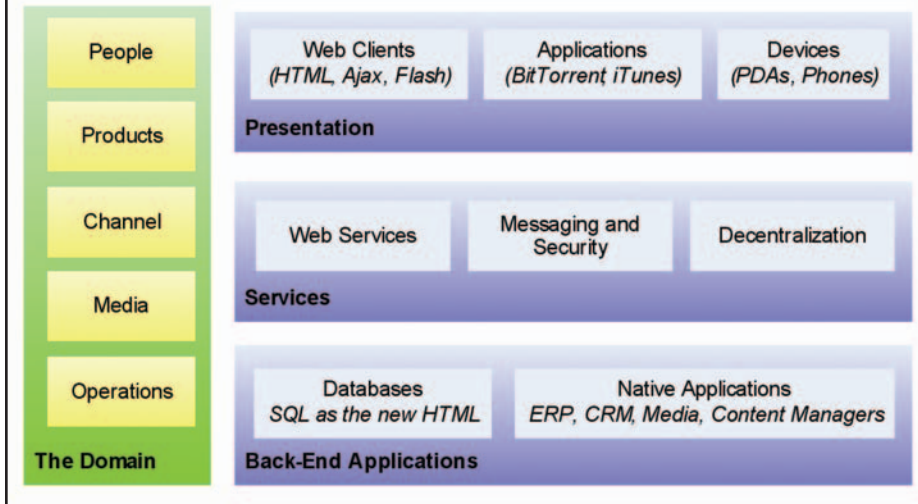 People
Products
Channel
Media
Operations
The Domain
Web Clients
(HTML, Ajax, Flash)
Applications
(BitTorrent iTunes)
Devices
(PDAs, Phones)
Presentation
Web Services
Messaging and
Security
Decentralization
Services
Databases
SQL as the new HTML
Native Applications
ERP, CRM, Media, Content Managers
Back-End Applications